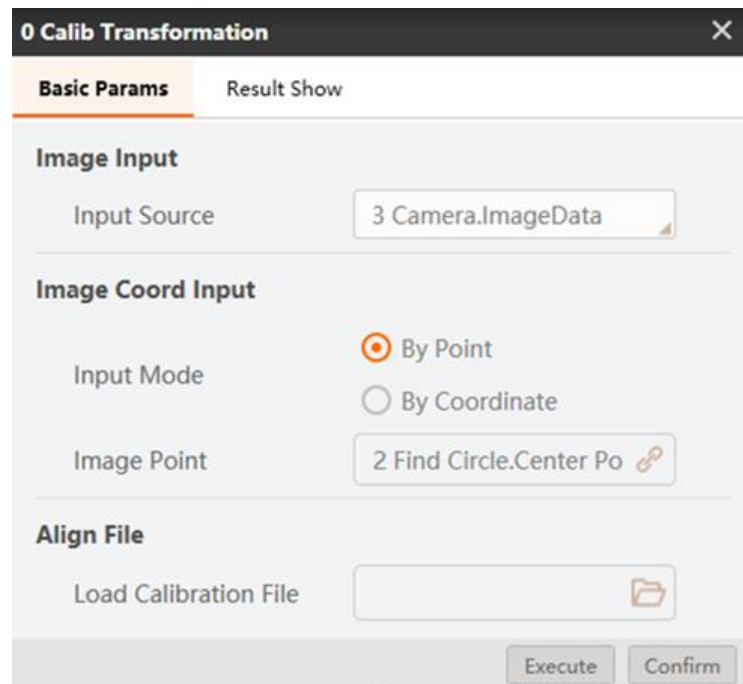 0 Calib Transformation
Basic Params Result Show
Image Input
Input Source 3 Camera.ImageData
Image Coord Input
By Point
Input Mode
By Coordinate
Image Point 2 Find Circle.Center Po
Align File
Load Calibration File
Execute Confirm